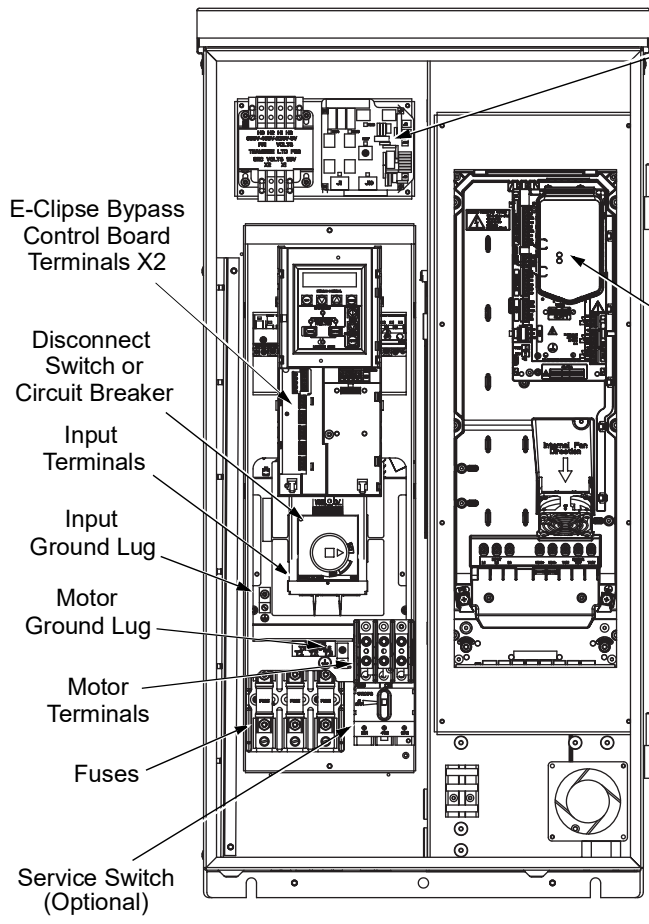 E-Clipse Bypass
Control Board
Terminals X2
Disconnect
Switch or
Circuit Breaker
Input
Terminals
Input
Ground Lug
Motor
Ground Lug
Motor
Terminals
Fuses
Service Switch
(Optional)
Internal Fan
Direction